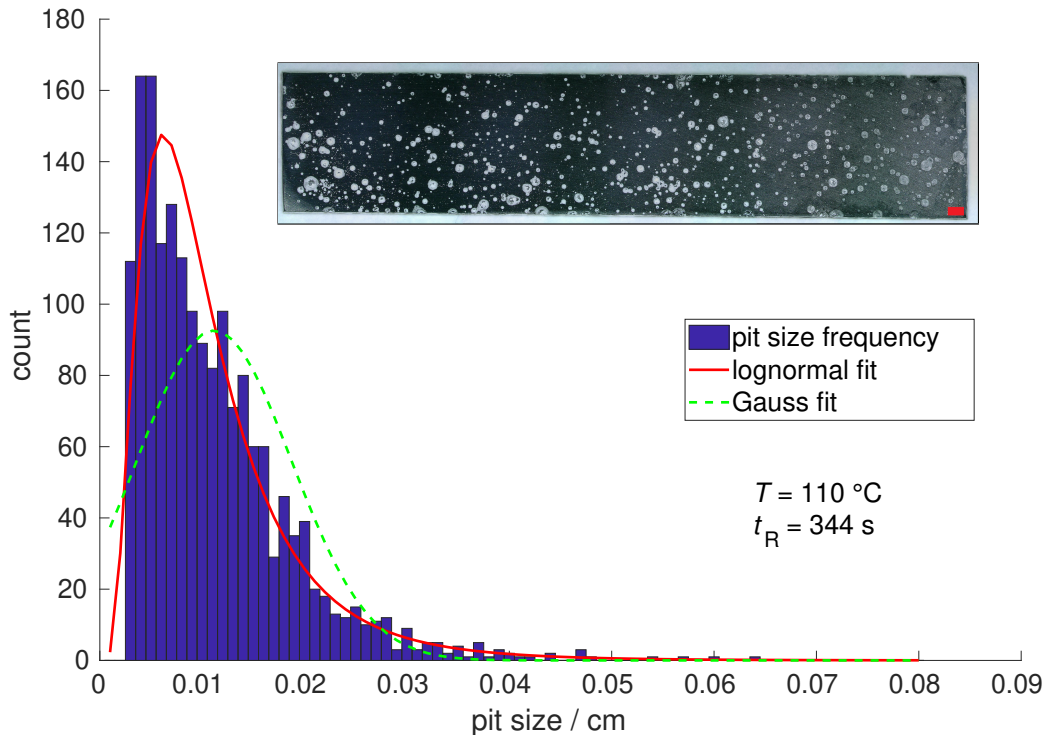 180
160
140
120
100
80
60
40
20
0
count
pit size frequency
lognormal fit
Gauss fit
T = 110 °C
tR = 344 s
0 0.01 0.02 0.03 0.04 0.05 0.06 0.07 0.08 0.09
pit size / cm